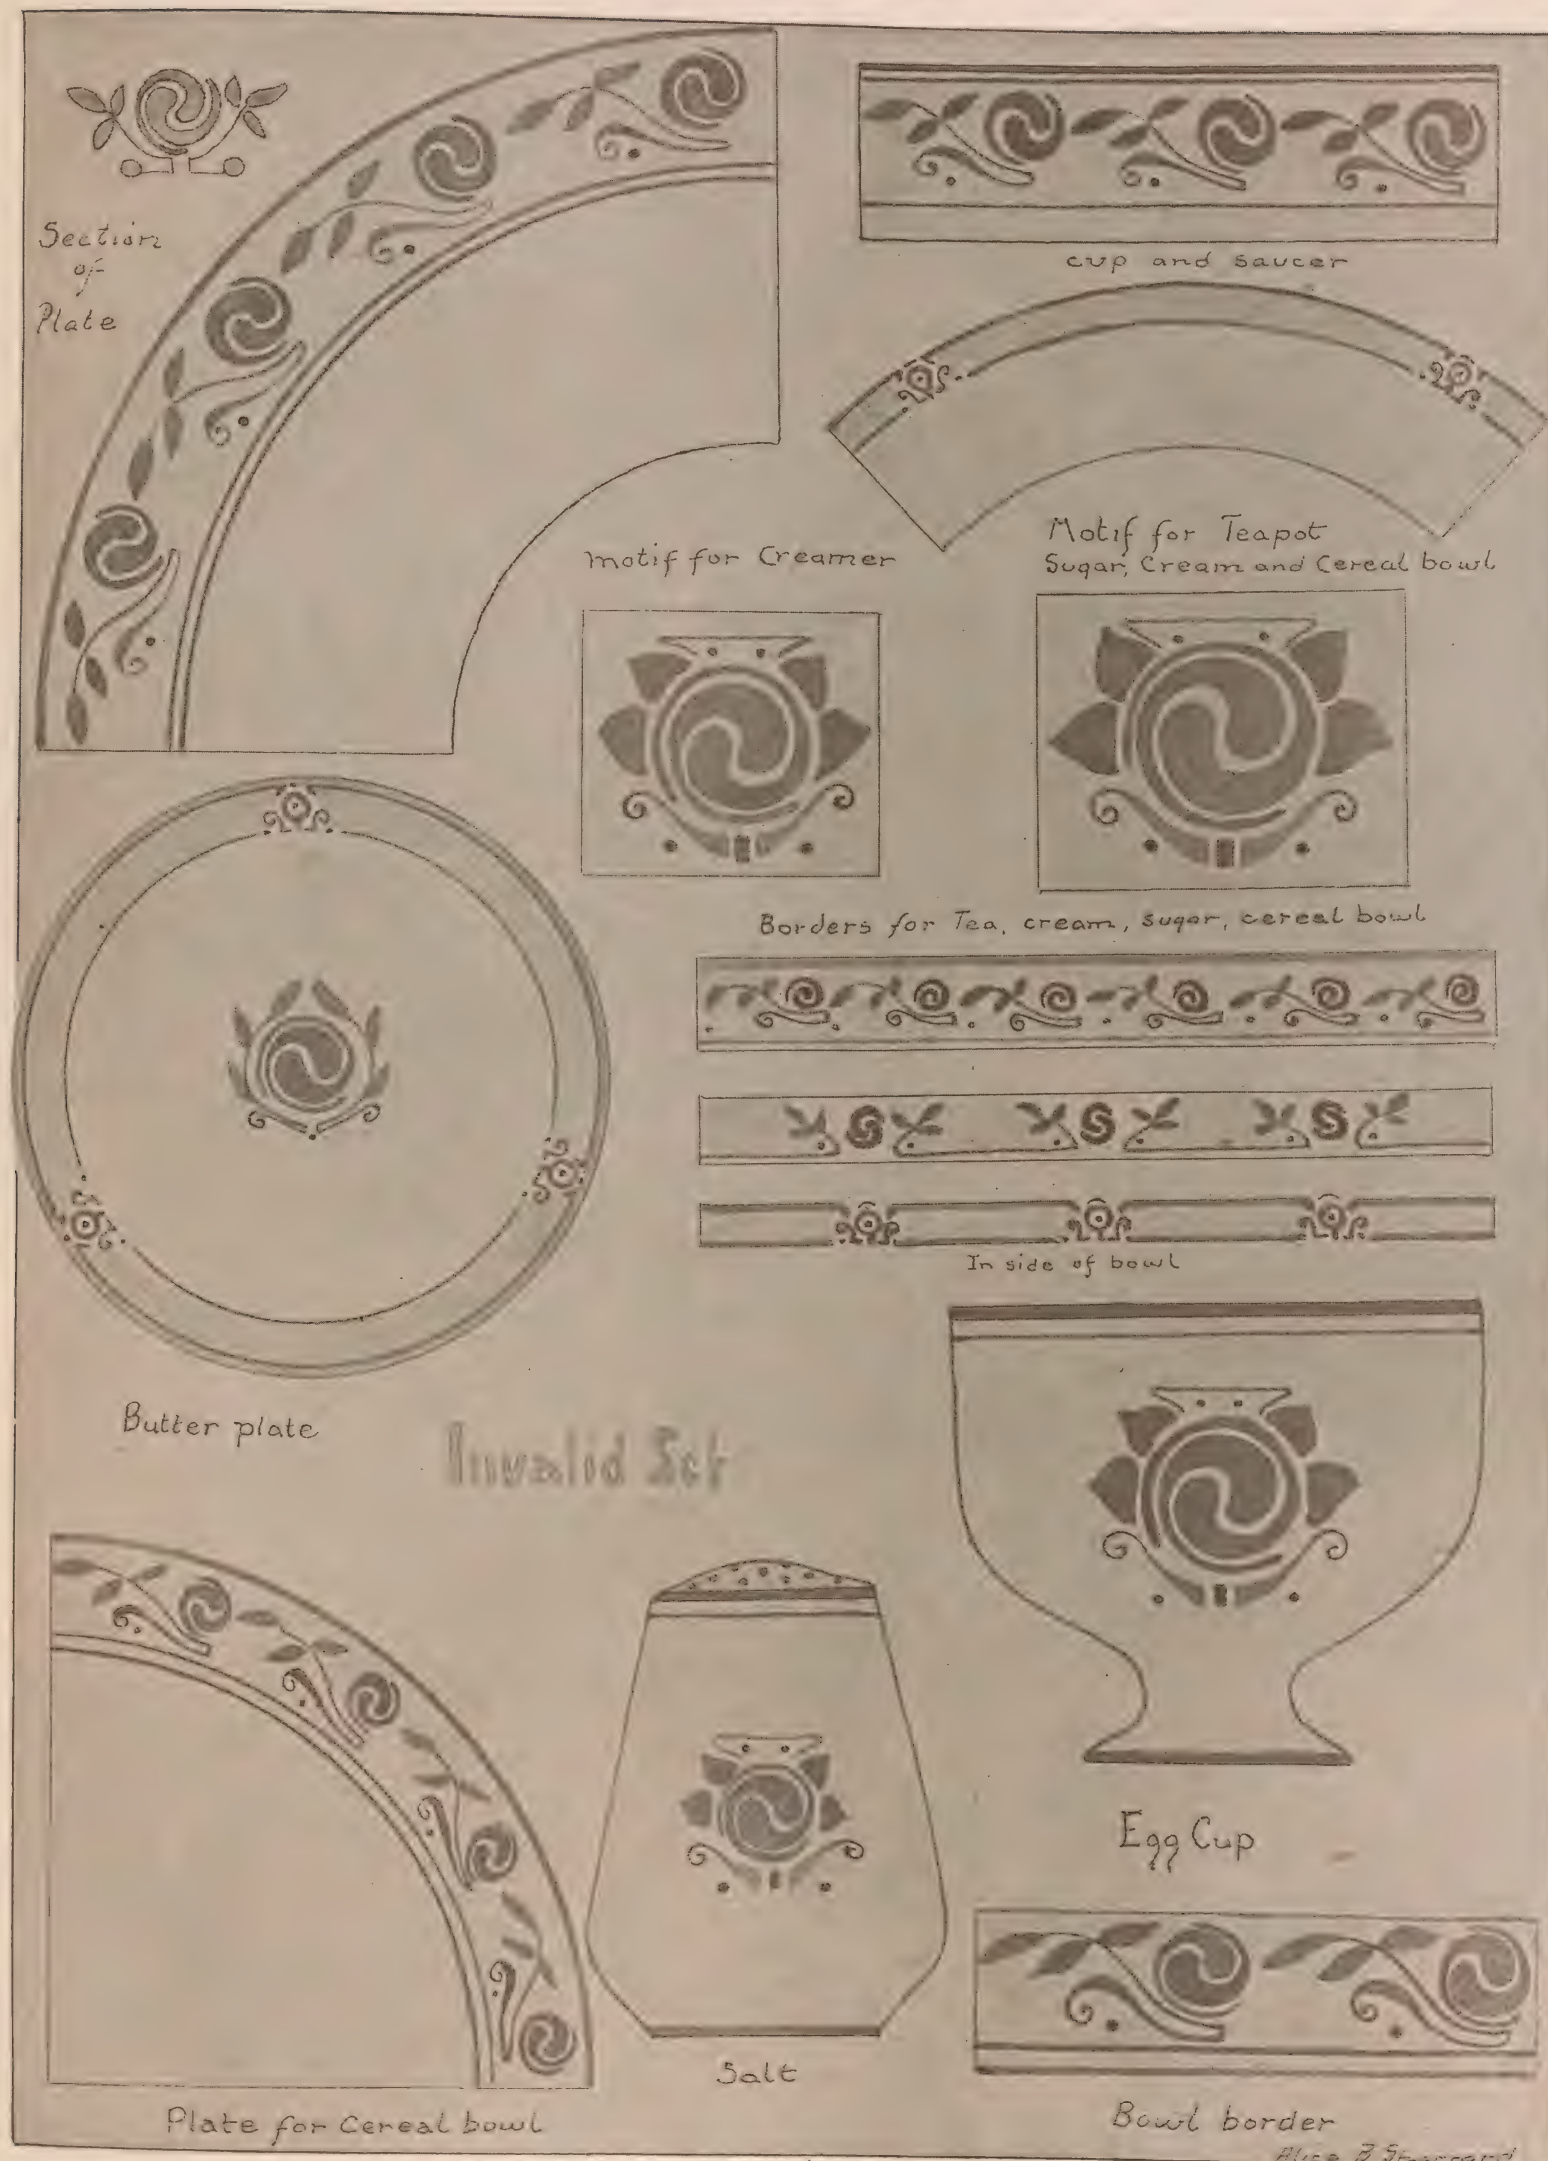 Section
of
Plate
cup and saucer
motif for Creamer
Motif for Teapot
Sugar, Cream and Cereal bowl
Borders for Tea, cream, sugar, cereal bowl
In side of bowl
Butter plate
Invalid Set
Egg Cup
Salt
Plate for Cereal bowl
Bowl border
Alice B